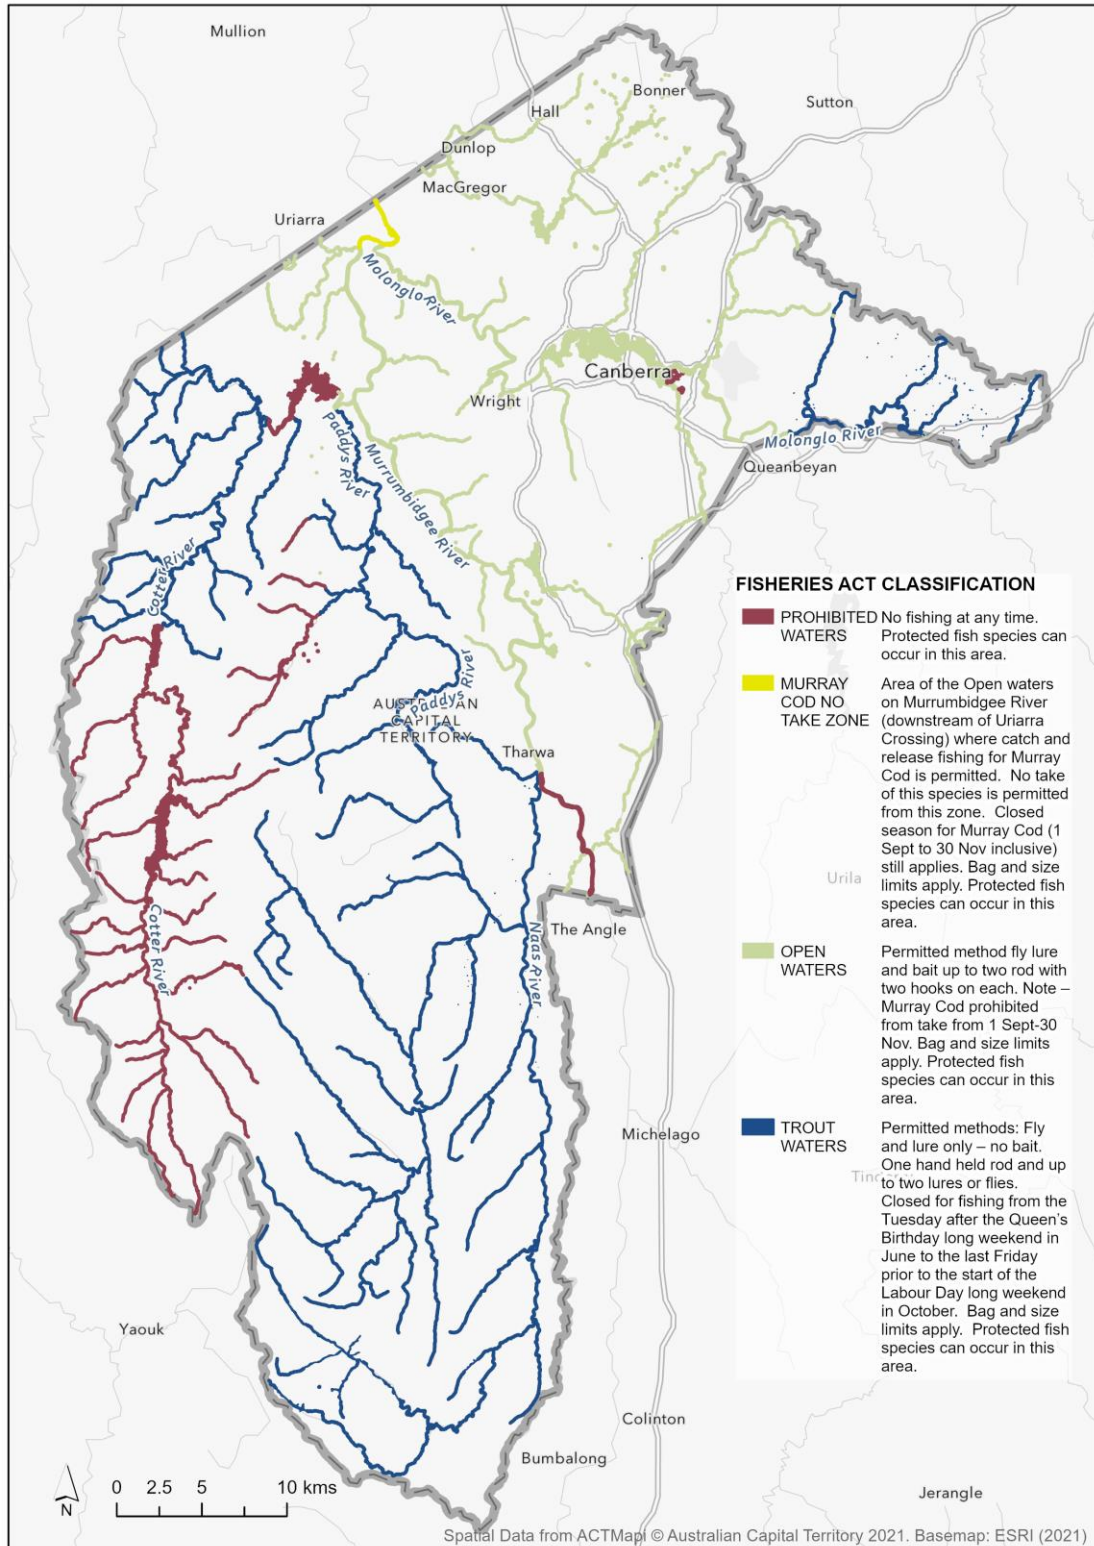 Mullion
Bonner
Sutton
Hall
Dunlop
MacGregor
Uriarra
Molonglo River
Canberra
Wright
Molonglo River
Queanbeyan
Paddys River
Murrumbidgee River
Cotter River
Paddys River
AUSTRALIAN
CAPITAL
TERRITORY
Tharwa
The Angle
Cotter River
Naas River
Urila
Michelago
Yaouk
Colinton
Bumbalong
Jerangle
FISHERIES ACT CLASSIFICATION
PROHIBITED
WATERS
No fishing at any time.
Protected fish species can
occur in this area.
MURRAY
COD NO
TAKE ZONE
Area of the Open waters
on Murrumbidgee River
(downstream of Uriarra
Crossing) where catch and
release fishing for Murray
Cod is permitted. No take
of this species is permitted
from this zone. Closed
season for Murray Cod (1
Sept to 30 Nov inclusive)
still applies. Bag and size
limits apply. Protected fish
species can occur in this
area.
OPEN
WATERS
Permitted method fly lure
and bait up to two rod with
two hooks on each. Note –
Murray Cod prohibited
from take from 1 Sept-30
Nov. Bag and size limits
apply. Protected fish
species can occur in this
area.
TROUT
WATERS
Permitted methods: Fly
and lure only – no bait.
One hand held rod and up
to two lures or flies.
Closed for fishing from the
Tuesday after the Queen's
Birthday long weekend in
June to the last Friday
prior to the start of the
Labour Day long weekend
in October. Bag and size
limits apply. Protected fish
species can occur in this
area.
N
0 2.5 5 10 kms
Spatial Data from ACTMapi © Australian Capital Territory 2021. Basemap: ESRI (2021)